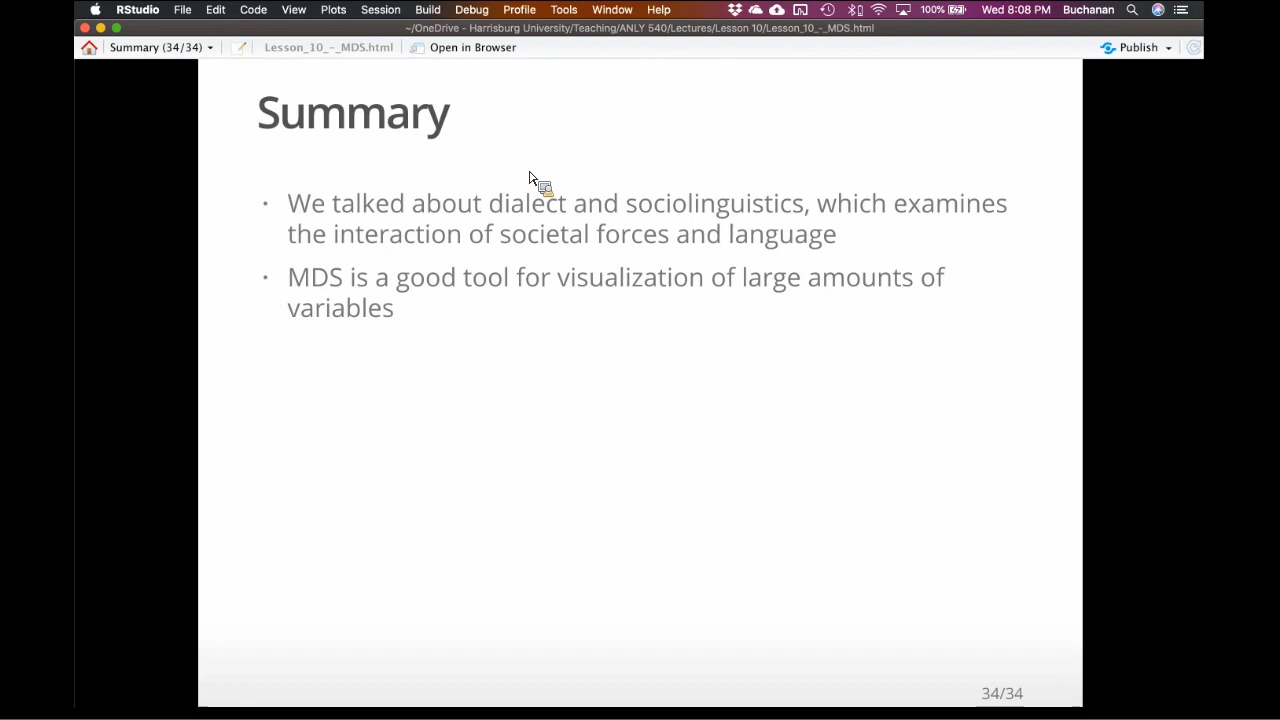 RStudio File Edit Code View Plots Session Build Debug Profile Tools Window Help 100% Wed 8:08 PM Buchanan
~/OneDrive - Harrisburg University/Teaching/ANLY 540/Lectures/Lesson 10/Lesson_10_-_MDS.html
Summary (34/34) Lesson_10_-_MDS.html Open in Browser Publish
Summary
• We talked about dialect and sociolinguistics, which examines
the interaction of societal forces and language
• MDS is a good tool for visualization of large amounts of
variables
34/34